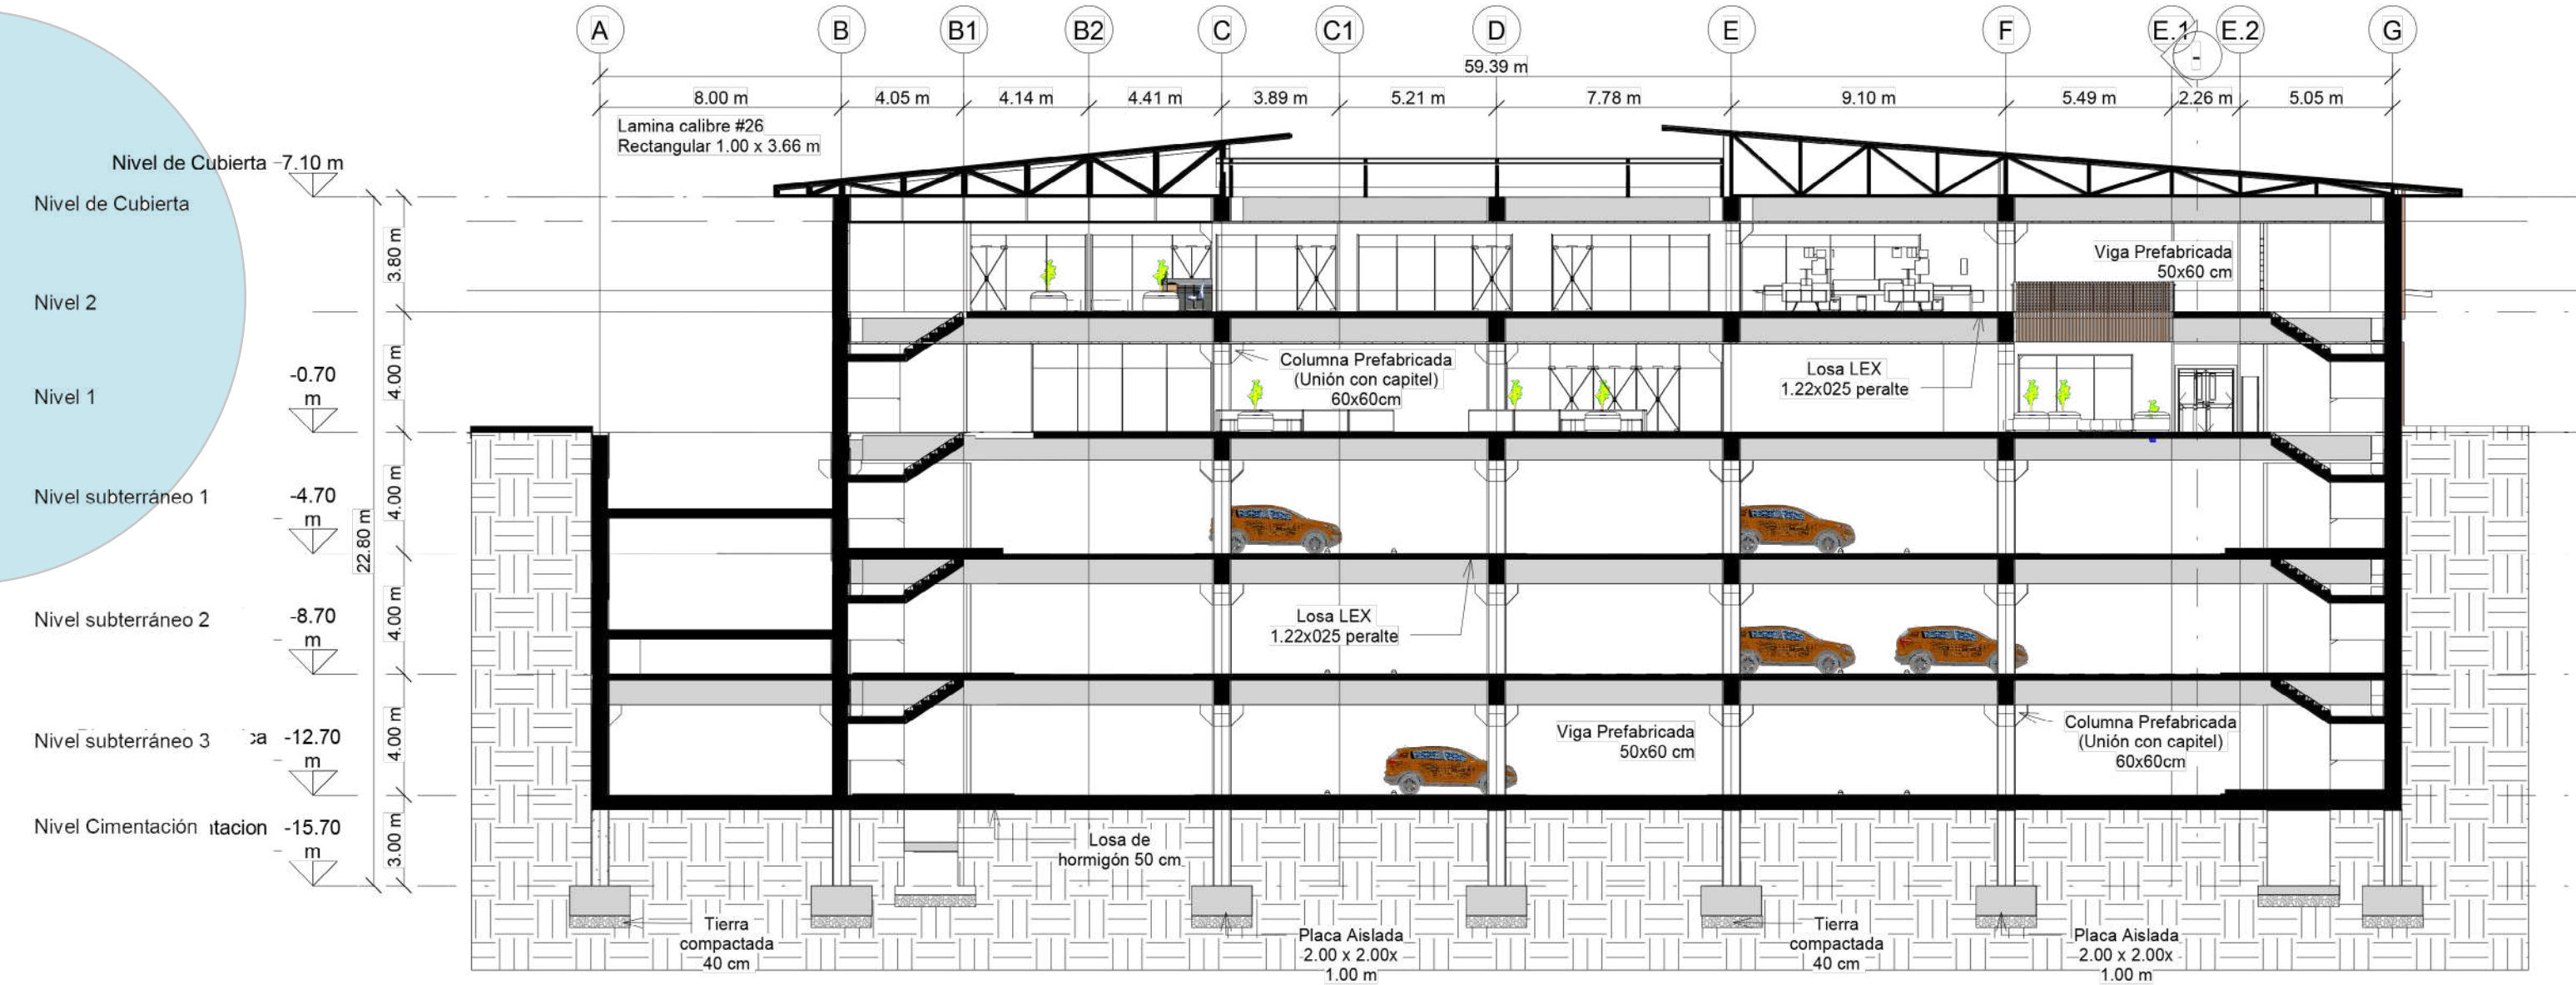 A B B1 B2 C C1 D E F E.1 E.2 G
-
59.39 m
8.00 m 4.05 m 4.14 m 4.41 m 3.89 m 5.21 m 7.78 m 9.10 m 5.49 m 2.26 m 5.05 m
Lamina calibre #26
Rectangular 1.00 x 3.66 m
Nivel de Cubierta 7.10 m
Nivel de Cubierta
3.80 m
Viga Prefabricada
50x60 cm
Nivel 2
4.00 m
Columna Prefabricada
(Unión con capitel)
60x60cm
Losa LEX
1.22x025 peralte
-0.70
m
Nivel 1
4.00 m
Nivel subterráneo 1
-4.70
m
22.80 m
4.00 m
Losa LEX
1.22x025 peralte
Nivel subterráneo 2
-8.70
m
4.00 m
Viga Prefabricada
50x60 cm
Columna Prefabricada
(Unión con capitel)
60x60cm
Nivel subterráneo 3
-12.70
m
3.00 m
Losa de
hormigón 50 cm
Nivel Cimentación
-15.70
m
Tierra
compactada
40 cm
Placa Aislada
2.00 x 2.00x
1.00 m
Tierra
compactada
40 cm
Placa Aislada
2.00 x 2.00x
1.00 m